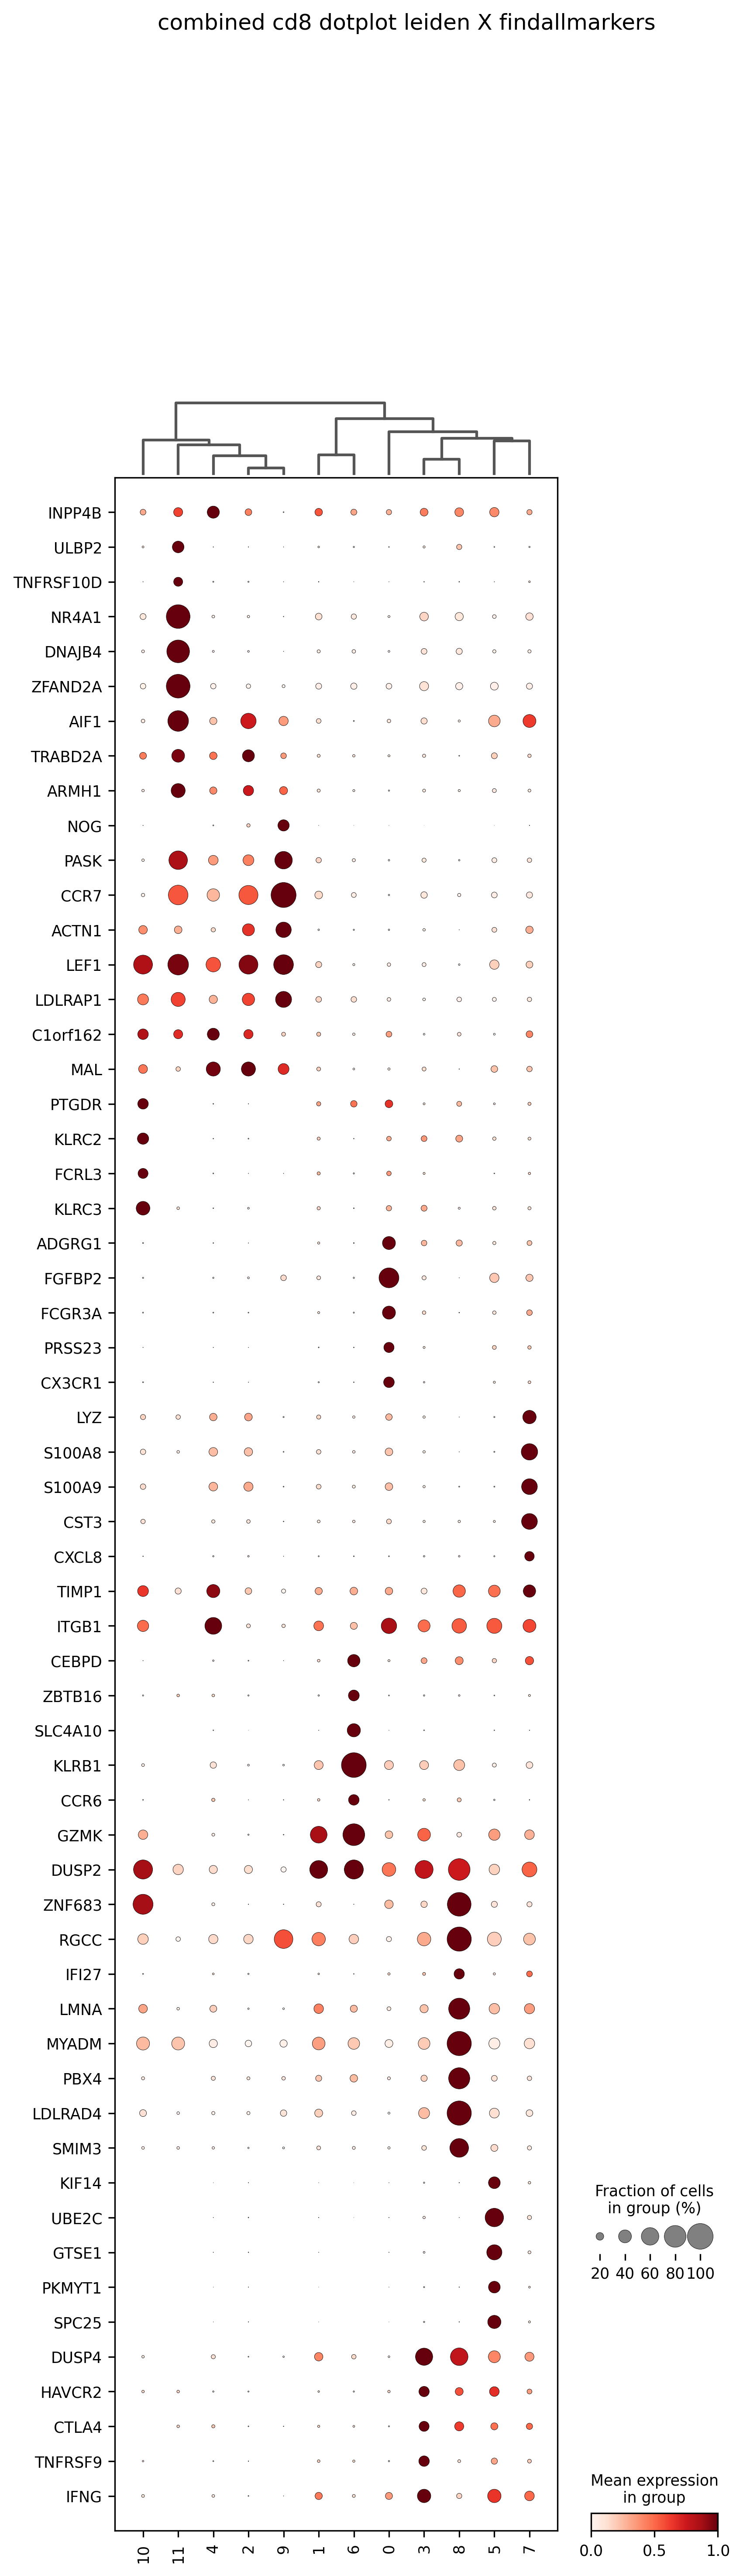 combined cd8 dotplot leiden X findallmarkers
INPP4B
ULBP2
TNFRSF10D
NR4A1
DNAJB4
ZFAND2A
AIF1
TRABD2A
ARMH1
NOG
PASK
CCR7
ACTN1
LEF1
LDLRAP1
C1orf162
MAL
PTGDR
KLRC2
FCRL3
KLRC3
ADGRG1
FGFBP2
FCGR3A
PRSS23
CX3CR1
LYZ
S100A8
S100A9
CST3
CXCL8
TIMP1
ITGB1
CEBPD
ZBTB16
SLC4A10
KLRB1
CCR6
GZMK
DUSP2
ZNF683
RGCC
IFI27
LMNA
MYADM
PBX4
LDLRAD4
SMIM3
KIF14
UBE2C
GTSE1
PKMYT1
SPC25
DUSP4
HAVCR2
CTLA4
TNFRSF9
IFNG
10 11 4 2 9 1 6 0 3 8 5 7
Fraction of cells
in group (%)
20 40 60 80 100
Mean expression
in group
0.0 0.5 1.0